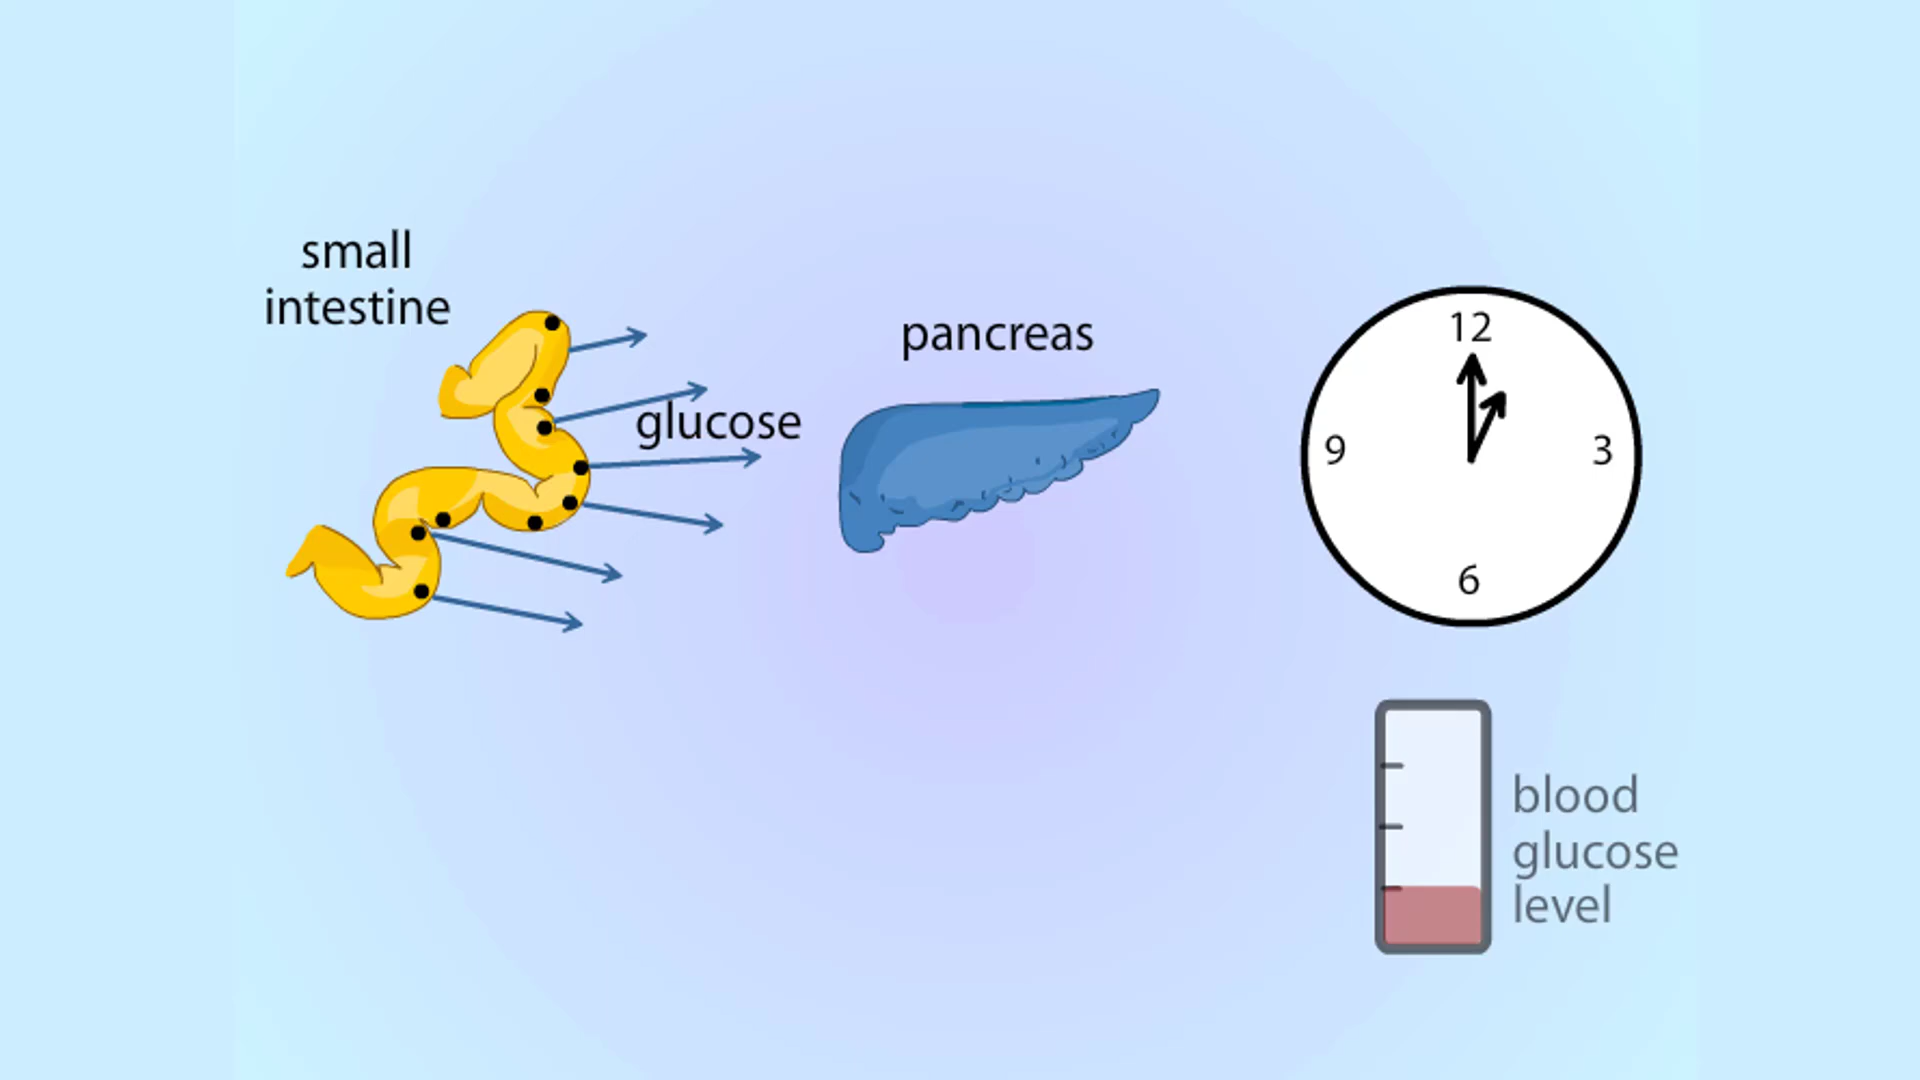 small
intestine
glucose
pancreas
12
9
3
6
blood
glucose
level